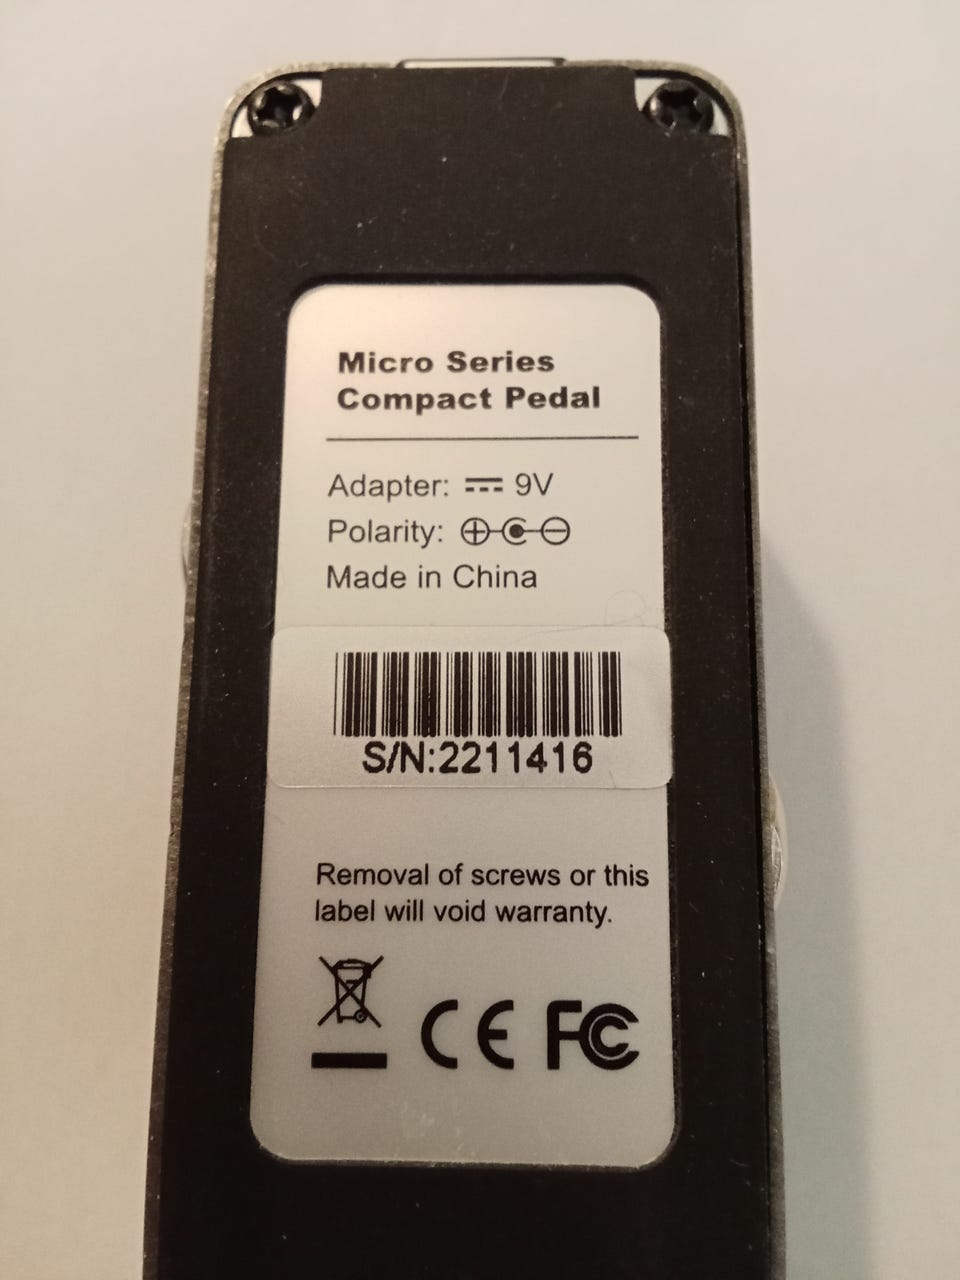 Micro Series
Compact Pedal
Adapter: ⎓ 9V
Polarity:
Made in China
S/N:2211416
Removal of screws or this
label will void warranty.
CE FC